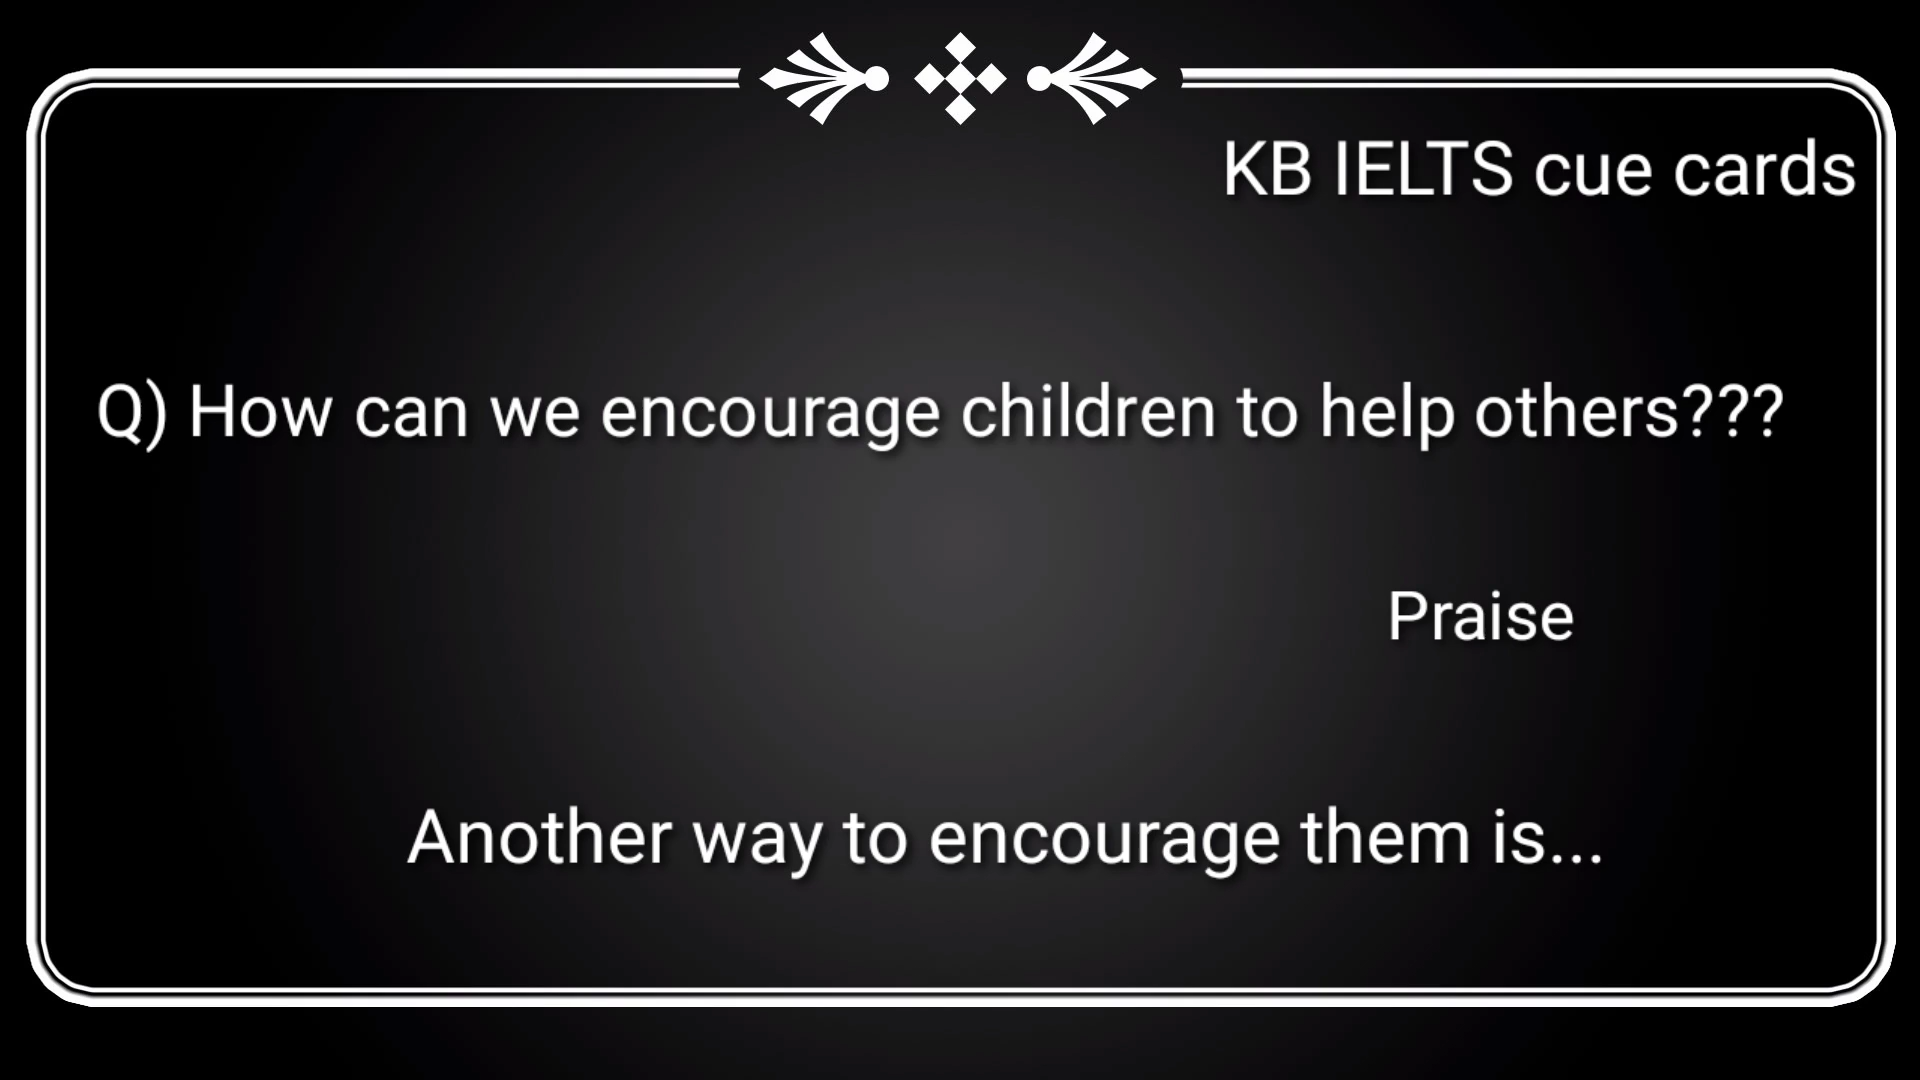 KB IELTS cue cards
Q) How can we encourage children to help others???
Praise
Another way to encourage them is...